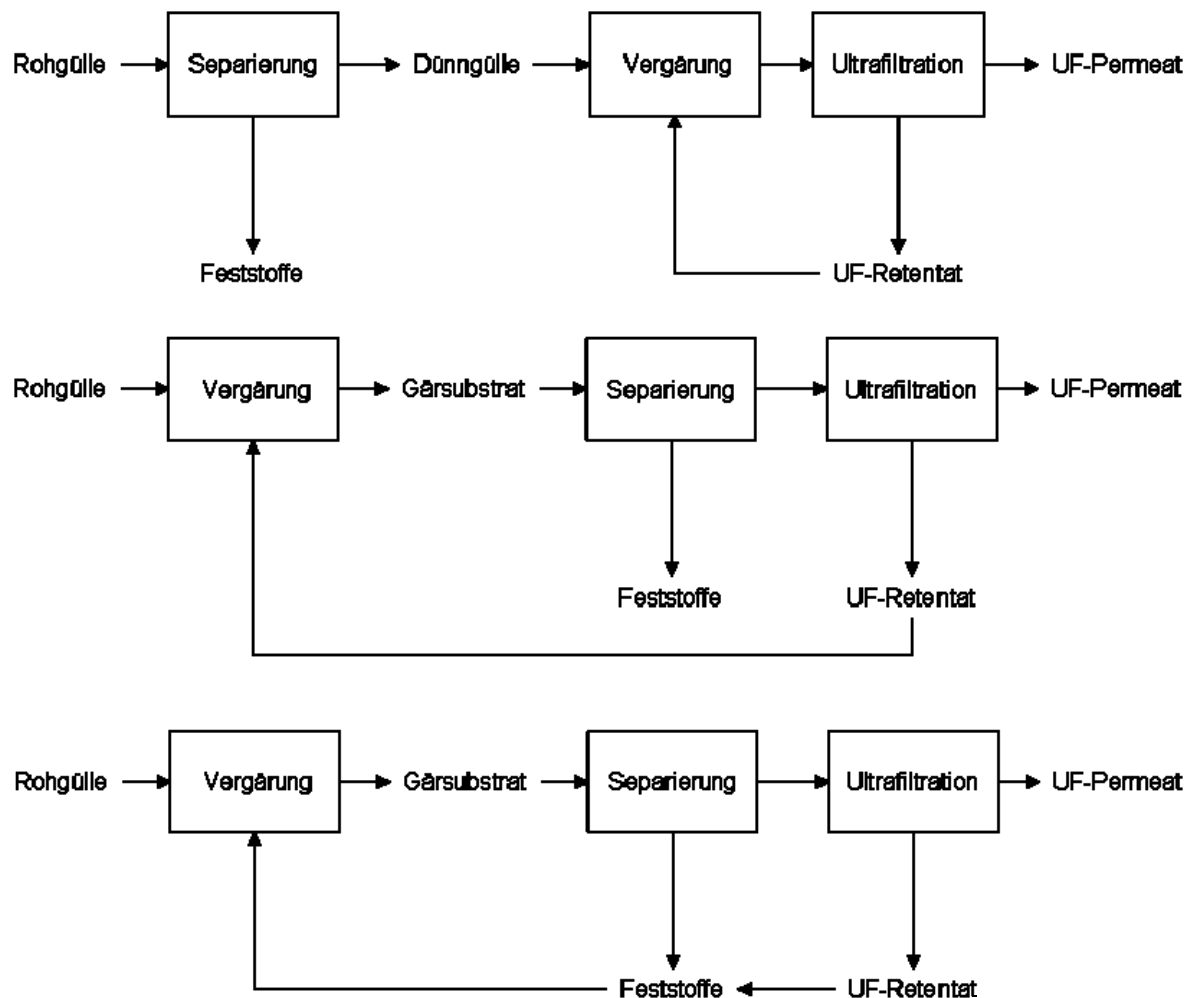 Rohgülle Separierung Dünngülle Vergärung Ultrafiltration UF-Permeat
Feststoffe UF-Retentat
Rohgülle Vergärung Gärsubstrat Separierung Ultrafiltration UF-Permeat
Feststoffe UF-Retentat
Rohgülle Vergärung Gärsubstrat Separierung Ultrafiltration UF-Permeat
Feststoffe UF-Retentat